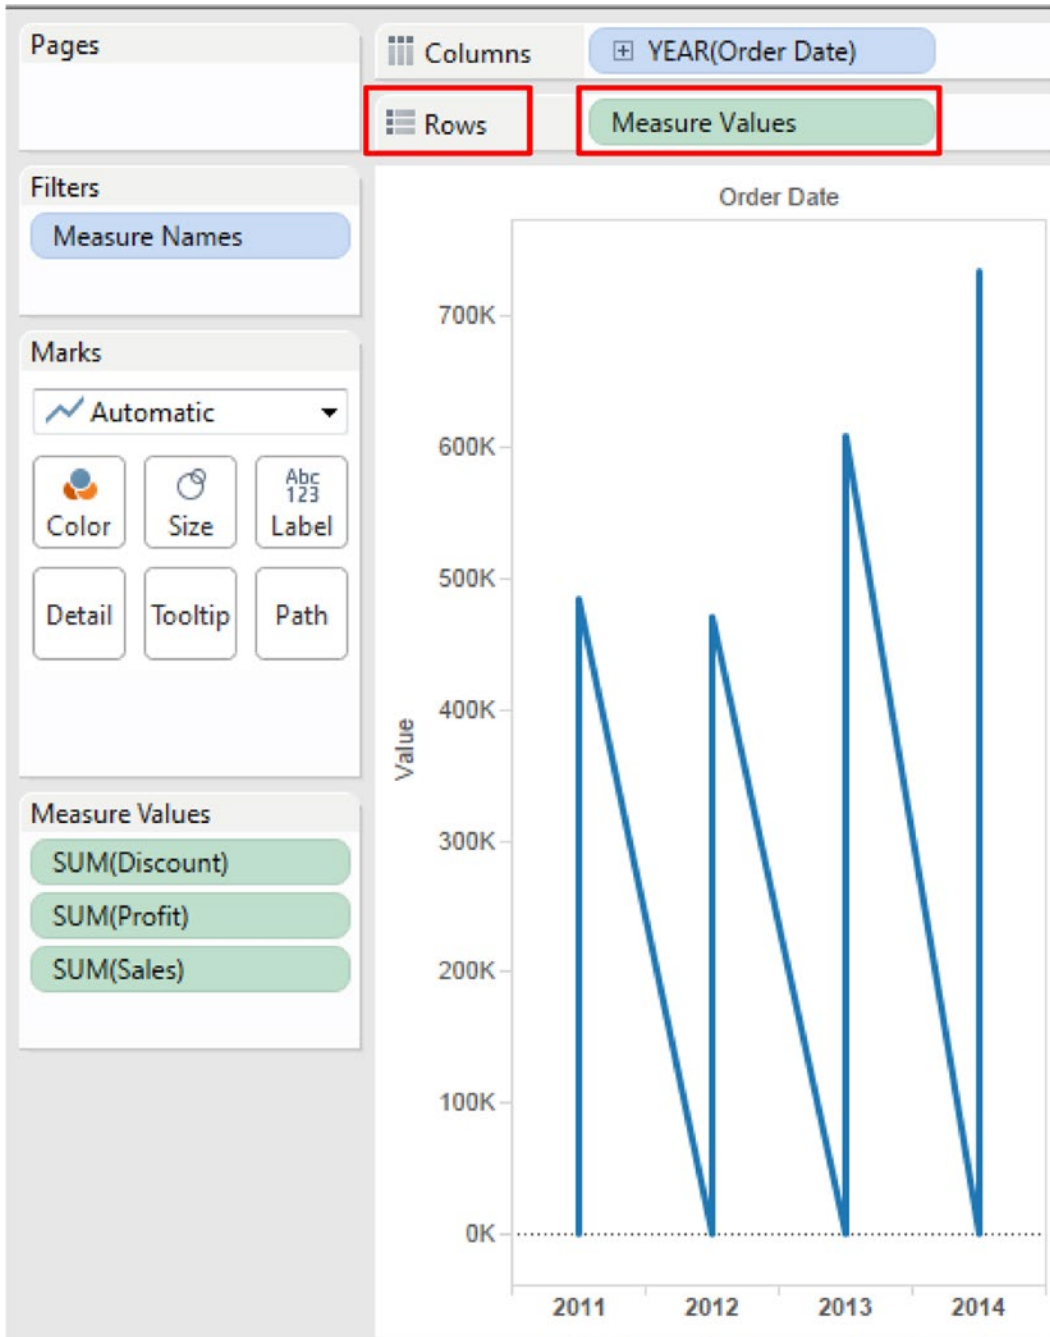 Pages
Columns
YEAR(Order Date)
Rows
Measure Values
Filters
Measure Names
Marks
Automatic
Color
Size
Abc
123
Label
Detail
Tooltip
Path
Measure Values
SUM(Discount)
SUM(Profit)
SUM(Sales)
Order Date
Value
700K
600K
500K
400K
300K
200K
100K
0K
2011 2012 2013 2014